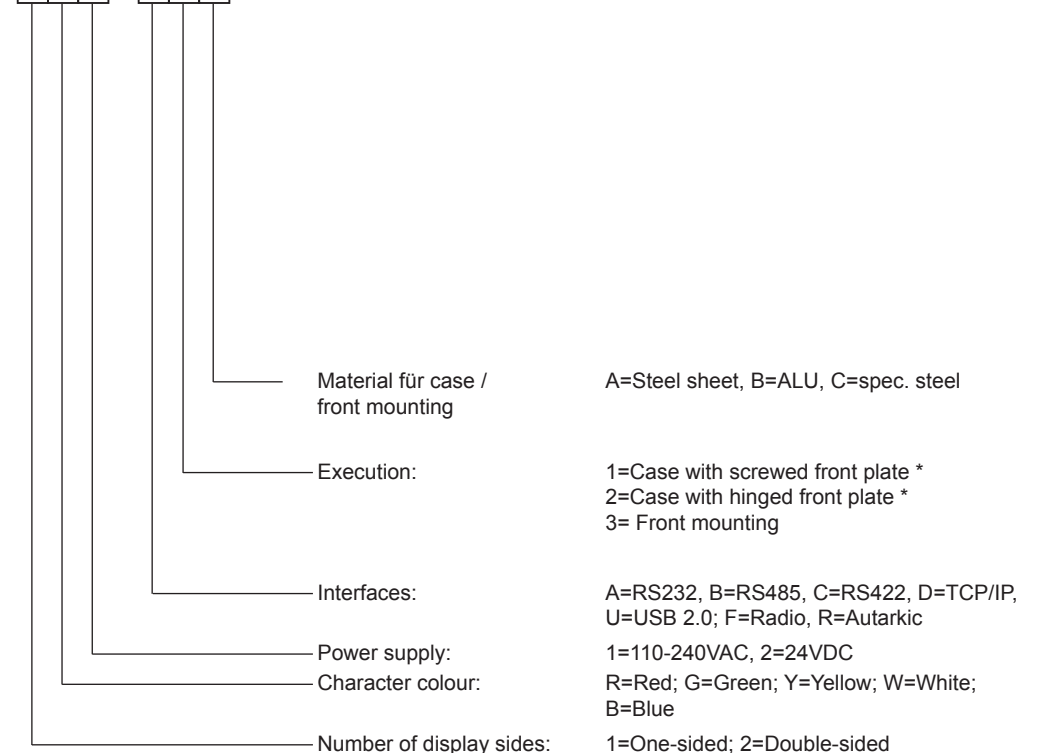 Material für case / A=Steel sheet, B=ALU, C=spec. steel
front mounting
Execution: 1=Case with screwed front plate *
2=Case with hinged front plate *
3= Front mounting
Interfaces: A=RS232, B=RS485, C=RS422, D=TCP/IP,
U=USB 2.0; F=Radio, R=Autarkic
Power supply: 1=110-240VAC, 2=24VDC
Character colour: R=Red; G=Green; Y=Yellow; W=White;
B=Blue
Number of display sides: 1=One-sided; 2=Double-sided